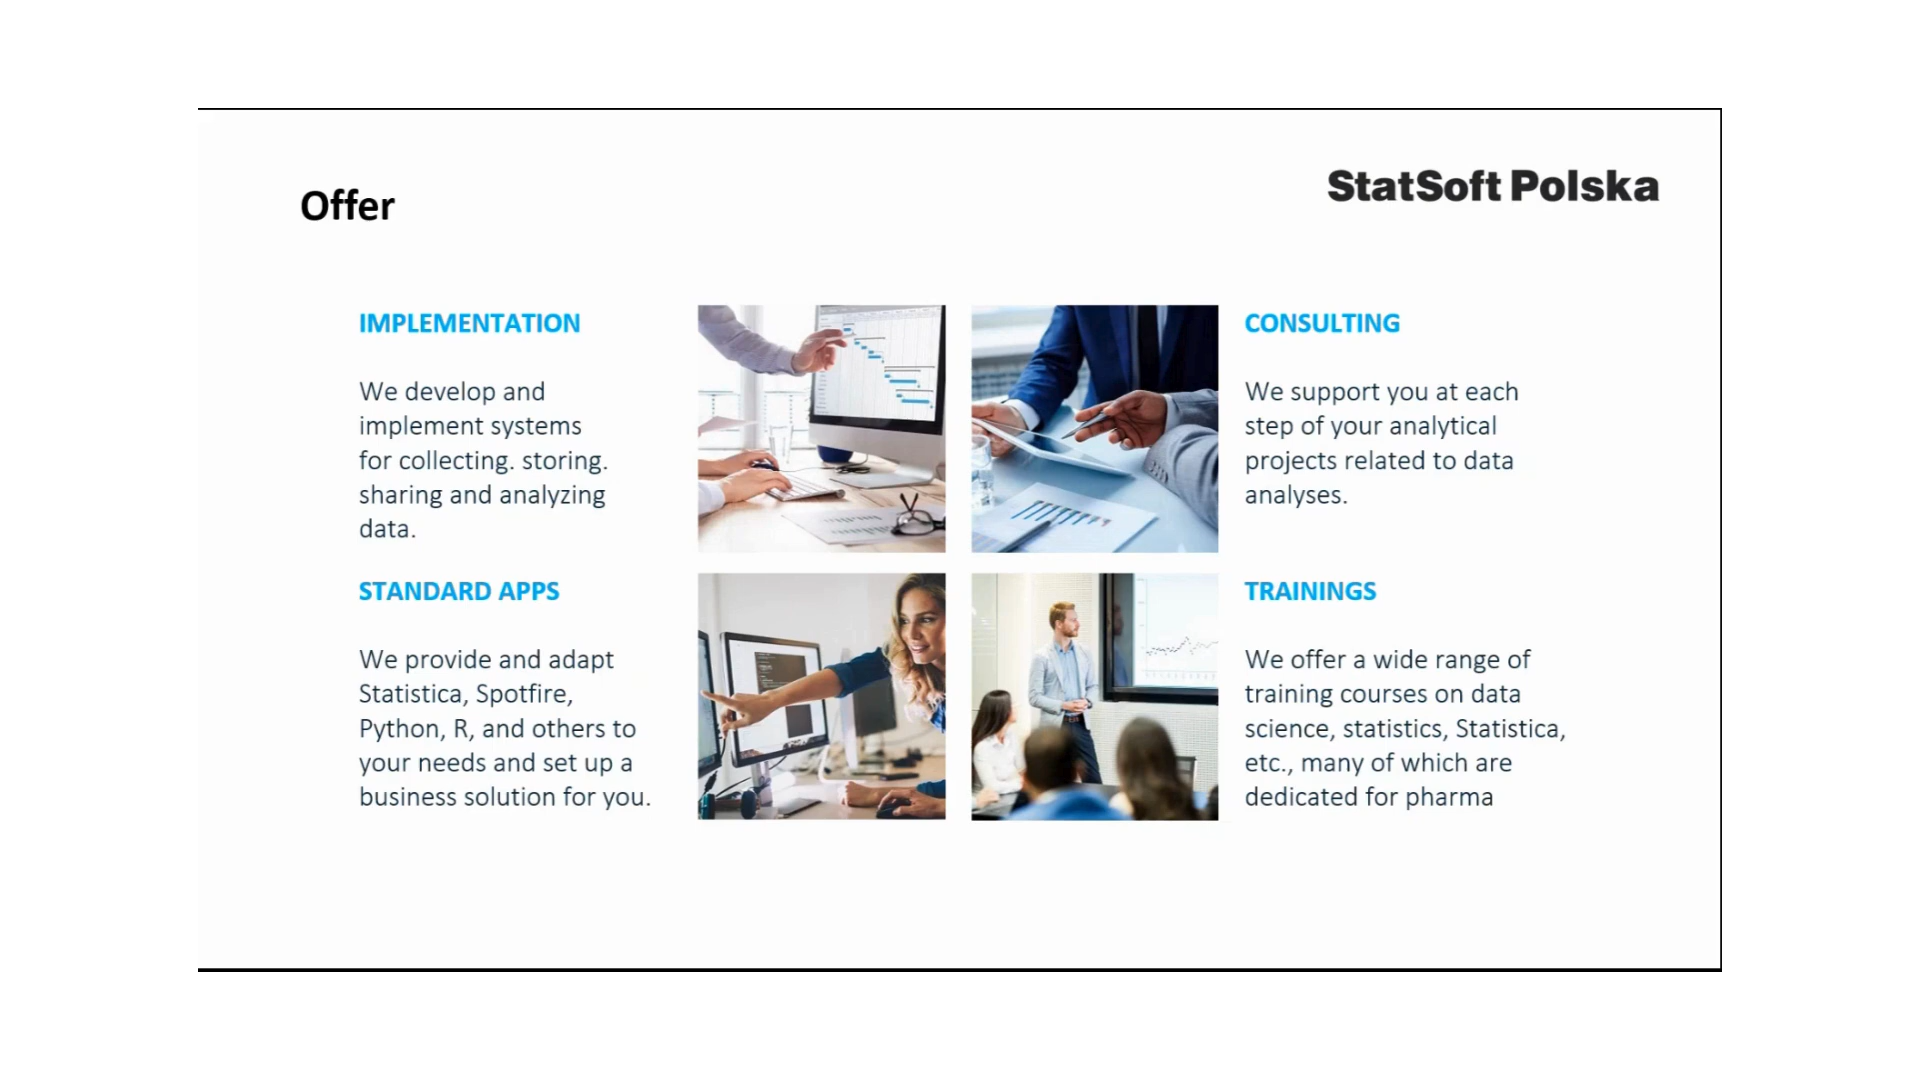 Offer
StatSoft Polska
IMPLEMENTATION
We develop and
implement systems
for collecting. storing.
sharing and analyzing
data.
CONSULTING
We support you at each
step of your analytical
projects related to data
analyses.
STANDARD APPS
We provide and adapt
Statistica, Spotfire,
Python, R, and others to
your needs and set up a
business solution for you.
TRAININGS
We offer a wide range of
training courses on data
science, statistics, Statistica,
etc., many of which are
dedicated for pharma